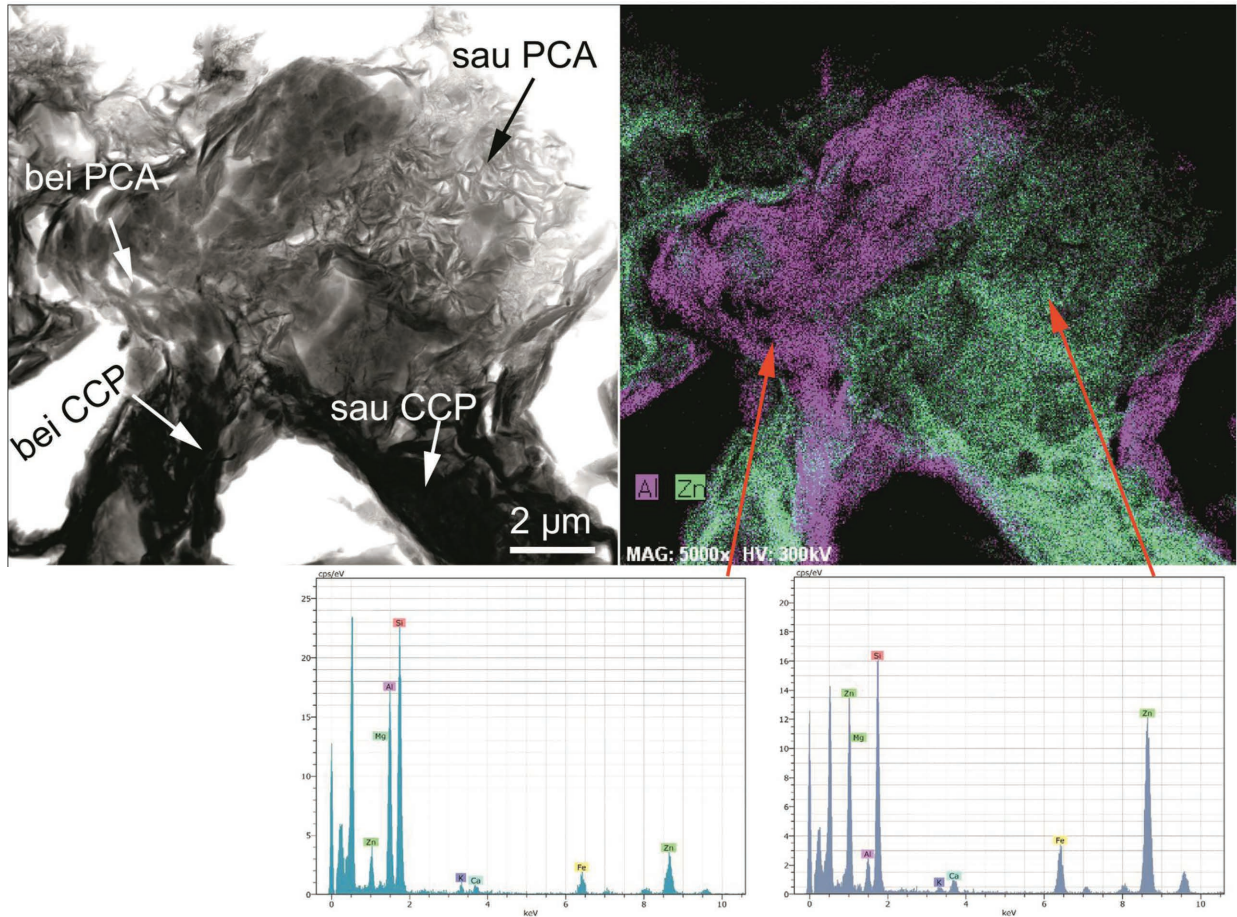 sau PCA
bei PCA
bei CCP
sau CCP
2 µm
Al Zn
MAG: 5000x HV: 300kV
cps/eV
25
20
15
10
5
0
Si
Al
Mg
Zn
K
Ca
Fe
Zn
0 2 4 6 8 10
keV
cps/eV
20
18
16
14
12
10
8
6
4
2
0
Si
Zn
Mg
Al
K
Ca
Fe
Zn
0 2 4 6 8 10
keV